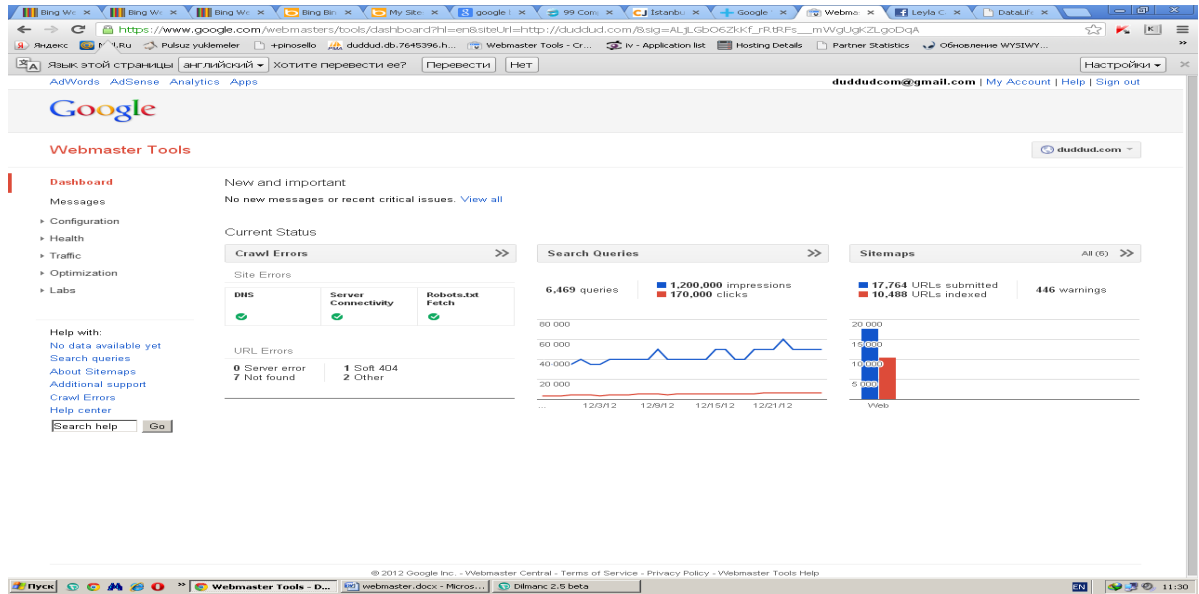 Bing Wc Bing Wc Bing Wc Bing Bin My Site google 99 Com Istanbu Google Webma Leyla C DataLif
https://www.google.com/webmasters/tools/dashboard?hl=en&siteUrl=http://duddud.com/
Яндекс Pulsuz yuklemeler +pinosello duddud.db.7645396.h... Webmaster Tools - Cr... iv - Application list Hosting Details Partner Statistics Обновление WYSIWY...
Язык этой страницы английский Хотите перевести ее? Перевести Нет Настройки
AdWords AdSense Analytics Apps duddudcom@gmail.com | My Account | Help | Sign out
Google
Webmaster Tools duddud.com
Dashboard
Messages
Configuration
Health
Traffic
Optimization
Labs
Help with:
No data available yet
Search queries
About Sitemaps
Additional support
Crawl Errors
Help center
Search help Go
New and important
No new messages or recent critical issues. View all
Current Status
Crawl Errors
Site Errors
DNS Server Connectivity Robots.txt Fetch
URL Errors
0 Server error 1 Soft 404
7 Not found 2 Other
Search Queries
6,469 queries
1,200,000 impressions
170,000 clicks
80 000
60 000
40 000
20 000
... 12/3/12 12/9/12 12/15/12 12/21/12
Sitemaps All (6)
17,764 URLs submitted
10,488 URLs indexed
446 warnings
20 000
15 000
10 000
5 000
Web
© 2012 Google Inc. - Webmaster Central - Terms of Service - Privacy Policy - Webmaster Tools Help
Пуск Webmaster Tools - D... webmaster.docx - Micros... Dilmanc 2.5 beta EN 11:30